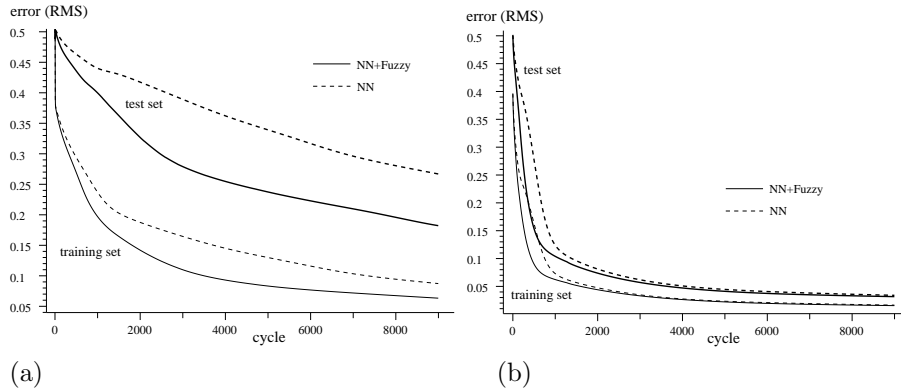 error (RMS)
0.5
0.45
0.4
0.35
0.3
0.25
0.2
0.15
0.1
0.05
0
2000
4000
6000
8000
cycle
test set
training set
NN+Fuzzy
NN
(a)
error (RMS)
0.5
0.45
0.4
0.35
0.3
0.25
0.2
0.15
0.1
0.05
0
2000
4000
6000
8000
cycle
test set
training set
NN+Fuzzy
NN
(b)